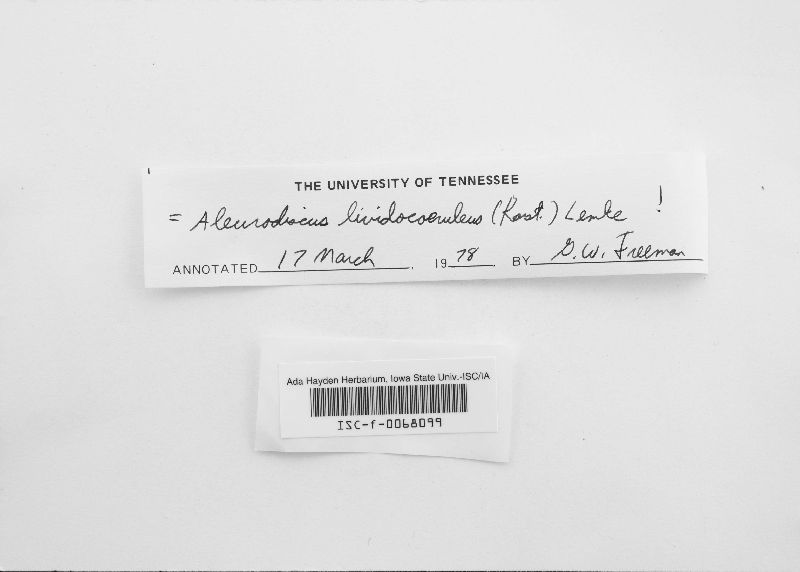 THE UNIVERSITY OF TENNESSEE
= Aleurodiscus lividocoeruleus (Karst.) Lemke !
ANNOTATED 17 March . 19 78 . BY G.W. Freeman
Ada Hayden Herbarium, Iowa State Univ.-ISC/IA
ISC-f-0068099